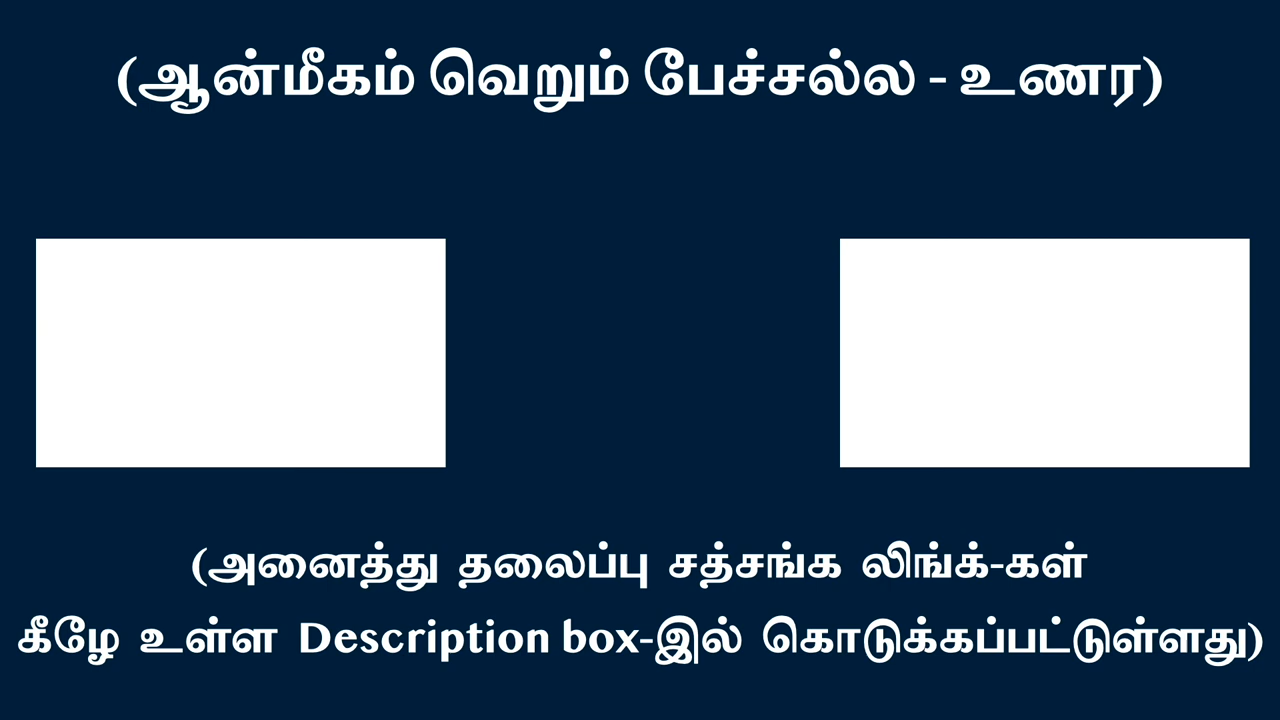 (ஆன்மீகம் வெறும் பேச்சல்ல - உணர)
(அனைத்து தலைப்பு சத்சங்க லிங்க்-கள்
கீழே உள்ள Description box-இல் கொடுக்கப்பட்டுள்ளது)